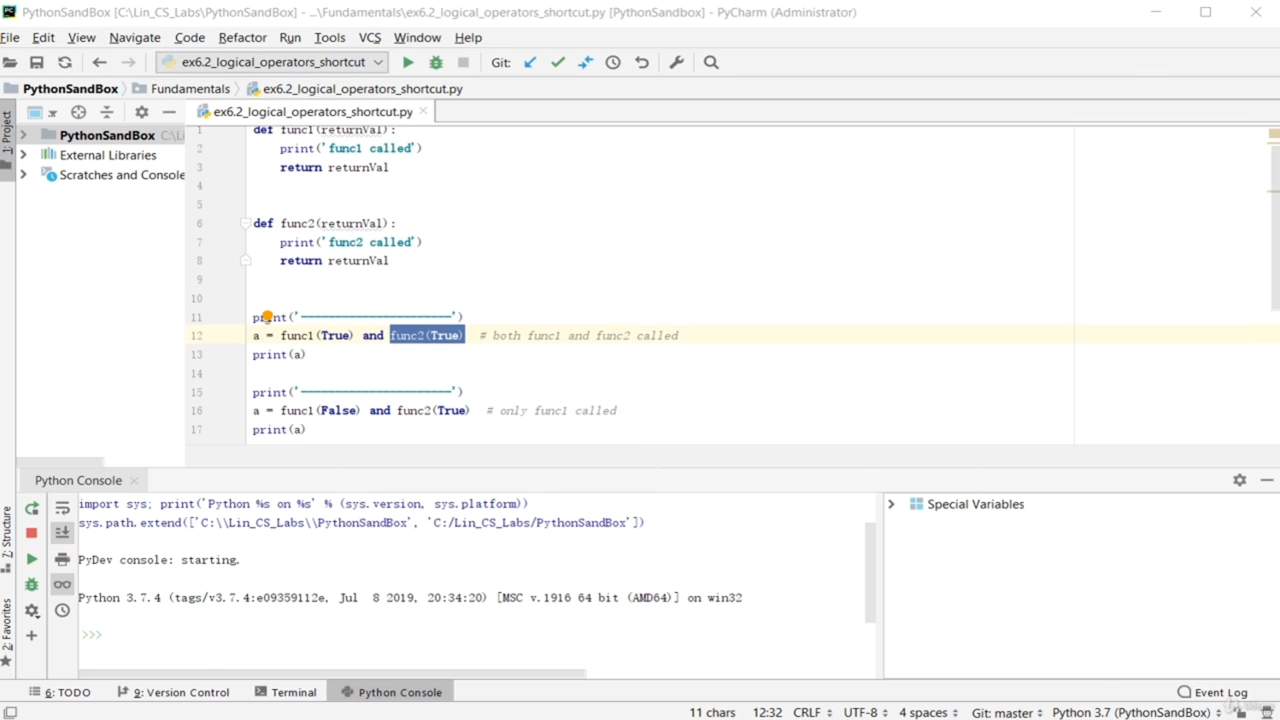 PythonSandBox [C:\Lin_CS_Labs\PythonSandBox] - ...\Fundamentals\ex6.2_logical_operators_shortcut.py [PythonSandbox] - PyCharm (Administrator)
File Edit View Navigate Code Refactor Run Tools VCS Window Help
ex6.2_logical_operators_shortcut Git:
PythonSandBox Fundamentals ex6.2_logical_operators_shortcut.py
1: Project
ex6.2_logical_operators_shortcut.py
PythonSandBox C:\Li
External Libraries
Scratches and Console
1 def func1(returnVal):
2 print('func1 called')
3 return returnVal
4
5
6 def func2(returnVal):
7 print('func2 called')
8 return returnVal
9
10
11 print('----------------------')
12 a = func1(True) and func2(True) # both func1 and func2 called
13 print(a)
14
15 print('----------------------')
16 a = func1(False) and func2(True) # only func1 called
17 print(a)
Python Console
import sys; print('Python %s on %s' % (sys.version, sys.platform))
sys.path.extend(['C:\\Lin_CS_Labs\\PythonSandBox', 'C:/Lin_CS_Labs/PythonSandBox'])
PyDev console: starting.
Python 3.7.4 (tags/v3.7.4:e09359112e, Jul 8 2019, 20:34:20) [MSC v.1916 64 bit (AMD64)] on win32
>>>
Special Variables
7: Structure
2: Favorites
6: TODO 9: Version Control Terminal Python Console Event Log
11 chars 12:32 CRLF UTF-8 4 spaces Git: master Python 3.7 (PythonSandBox)